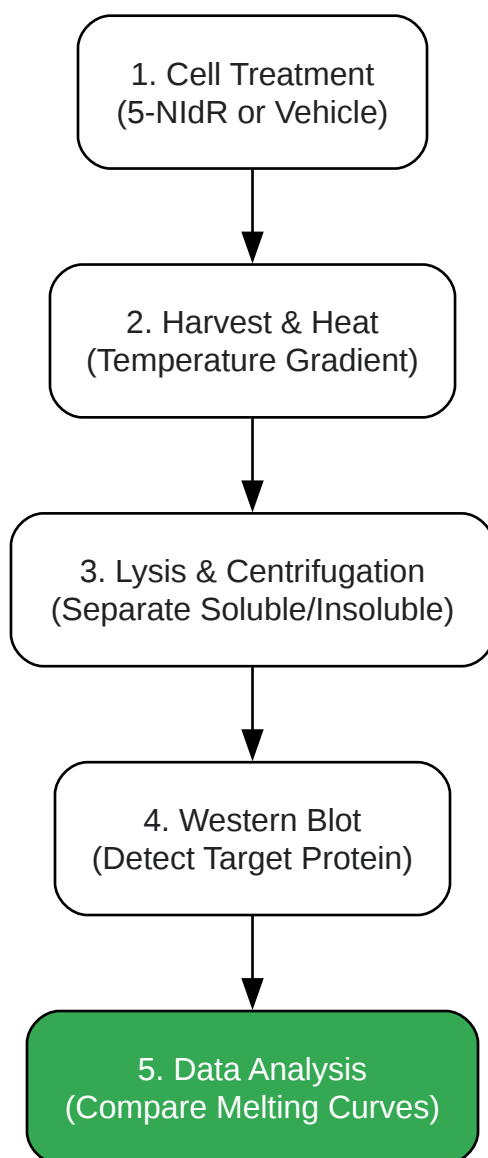 1. Cell Treatment
(5-NIdR or Vehicle)
2. Harvest & Heat
(Temperature Gradient)
3. Lysis & Centrifugation
(Separate Soluble/Insoluble)
4. Western Blot
(Detect Target Protein)
5. Data Analysis
(Compare Melting Curves)